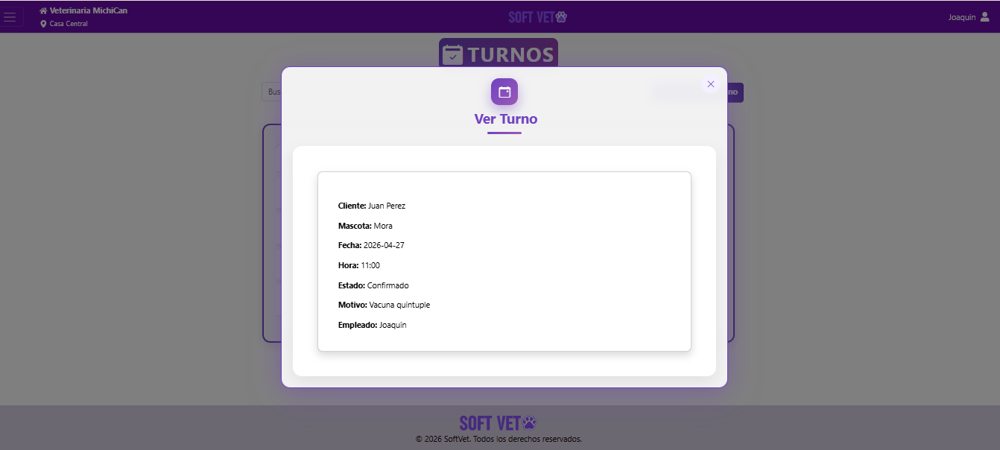 Veterinaria MichiCan
Casa Central
SOFT VET
Joaquin
TURNOS
Bus
no
Ver Turno
Cliente: Juan Perez
Mascota: Mora
Fecha: 2026-04-27
Hora: 11:00
Estado: Confirmado
Motivo: Vacuna quintuple
Empleado: Joaquin
SOFT VET
© 2026 SoftVet. Todos los derechos reservados.